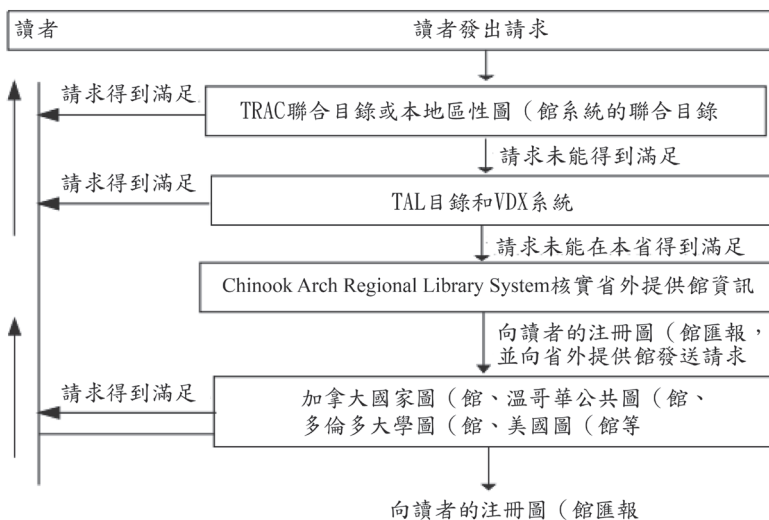 讀者
讀者發出請求
請求得到滿足
TRAC聯合目錄或本地區性圖(館系統的聯合目錄
請求未能得到滿足
請求得到滿足
TAL目錄和VDX系統
請求未能在本省得到滿足
Chinook Arch Regional Library System核實省外提供館資訊
向讀者的注冊圖(館匯報，
並向省外提供館發送請求
請求得到滿足
加拿大國家圖(館、溫哥華公共圖(館、
多倫多大學圖(館、美國圖(館等
向讀者的注冊圖(館匯報